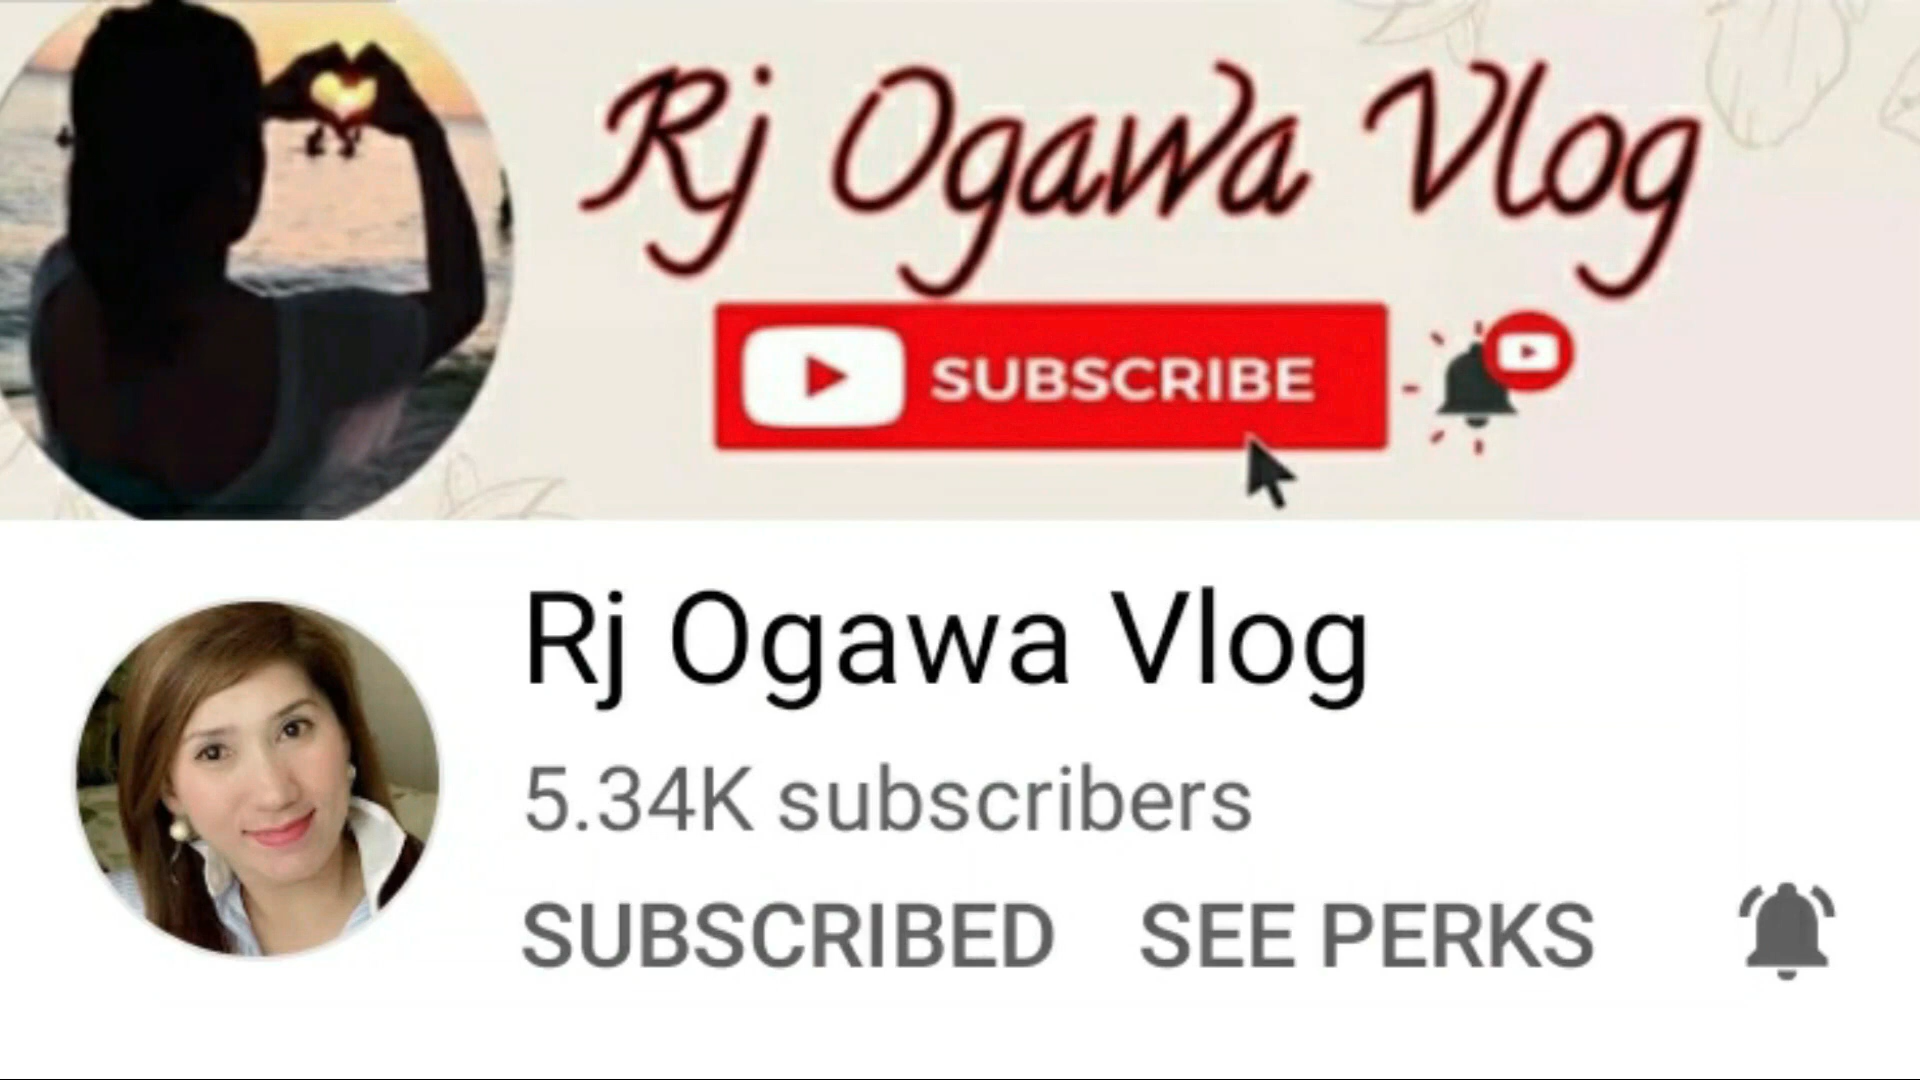 Rj Ogawa Vlog
SUBSCRIBE
Rj Ogawa Vlog
5.34K subscribers
SUBSCRIBED SEE PERKS